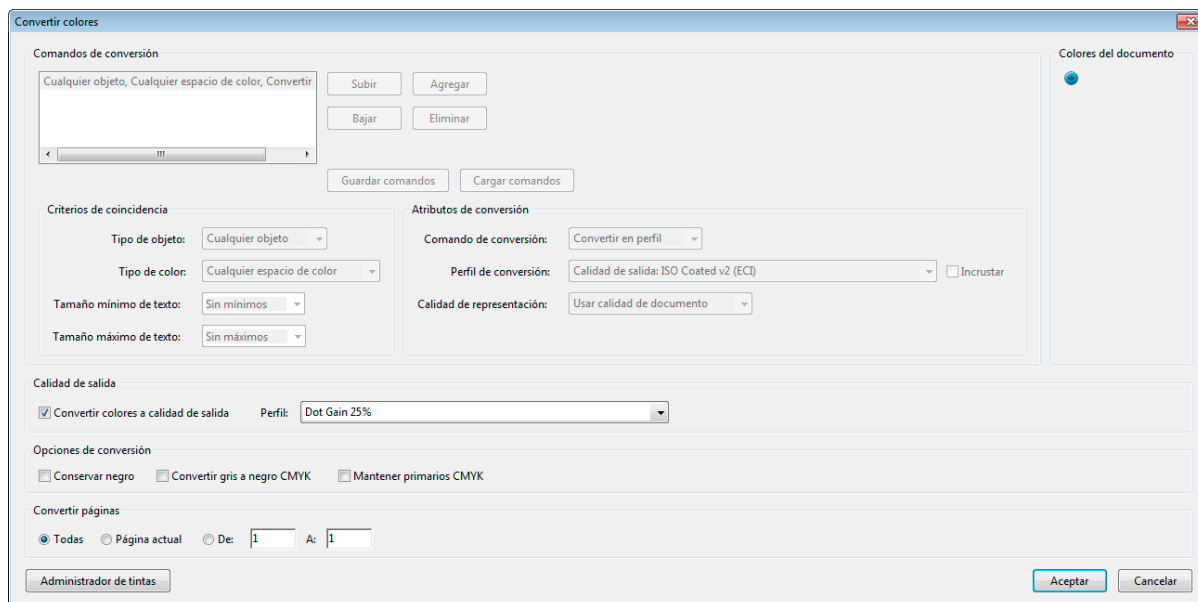 Convertir colores
Comandos de conversión
Colores del documento
Cualquier objeto, Cualquier espacio de color, Convertir
Subir
Agregar
Bajar
Eliminar
Guardar comandos
Cargar comandos
Criterios de coincidencia
Atributos de conversión
Tipo de objeto: Cualquier objeto
Comando de conversión: Convertir en perfil
Tipo de color: Cualquier espacio de color
Perfil de conversión: Calidad de salida: ISO Coated v2 (ECI)
Incrustar
Tamaño mínimo de texto: Sin mínimos
Calidad de representación: Usar calidad de documento
Tamaño máximo de texto: Sin máximos
Calidad de salida
Convertir colores a calidad de salida Perfil: Dot Gain 25%
Opciones de conversión
Conservar negro Convertir gris a negro CMYK Mantener primarios CMYK
Convertir páginas
Todas Página actual De: 1 A: 1
Administrador de tintas
Aceptar
Cancelar